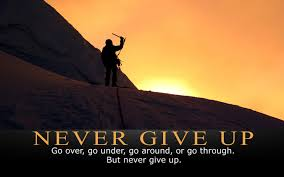 NEVER GIVE UP
Go over, go under, go around, or go through.
But never give up.